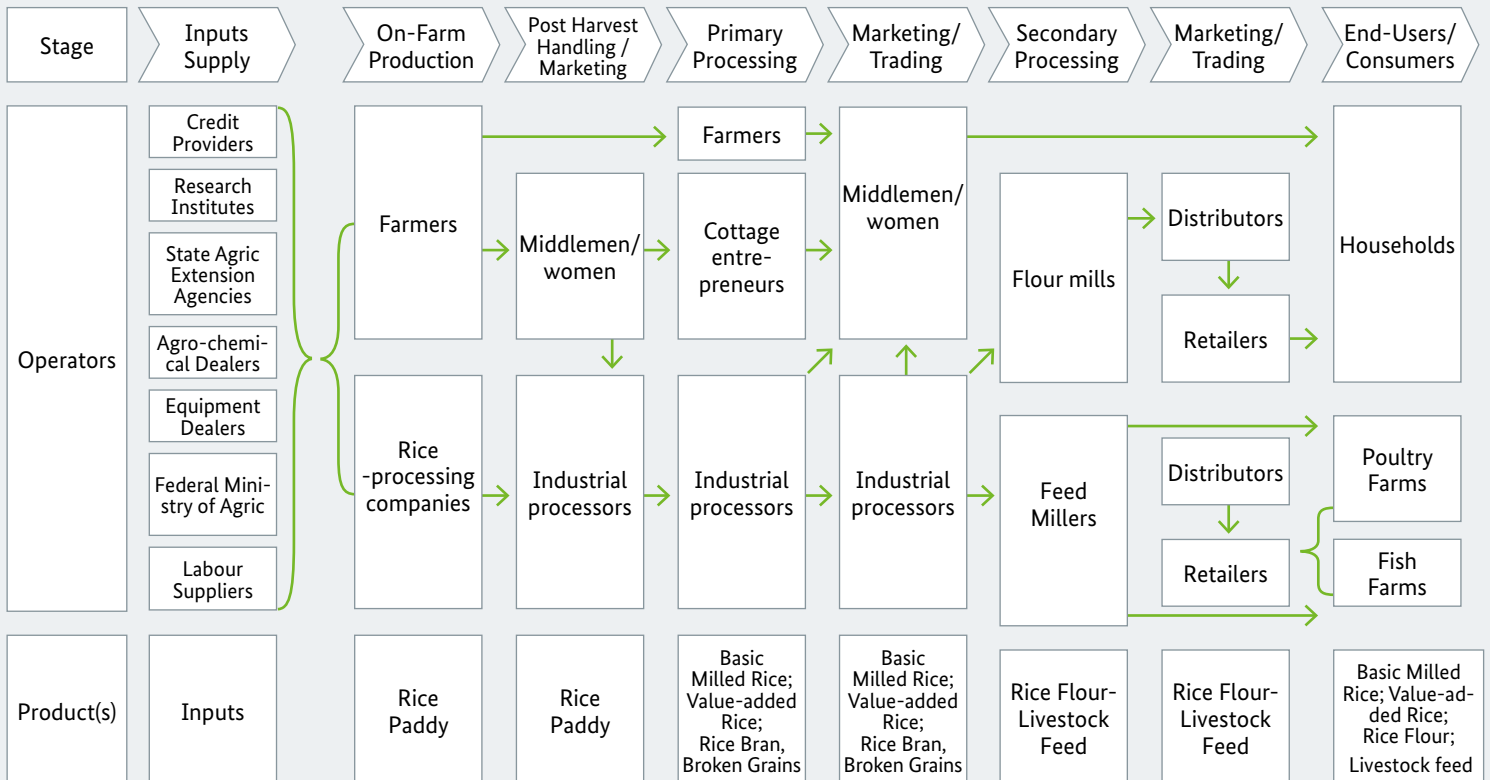 Stage
Inputs
Supply
On-Farm
Production
Post Harvest
Handling /
Marketing
Primary
Processing
Marketing/
Trading
Secondary
Processing
Marketing/
Trading
End-Users/
Consumers
Operators
Credit
Providers
Research
Institutes
State Agric
Extension
Agencies
Agro-chemi-
cal Dealers
Equipment
Dealers
Federal Mini-
stry of Agric
Labour
Suppliers
Farmers
Rice
-processing
companies
Middlemen/
women
Industrial
processors
Farmers
Cottage
entre-
preneurs
Industrial
processors
Middlemen/
women
Industrial
processors
Flour mills
Feed
Millers
Distributors
Retailers
Distributors
Retailers
Households
Poultry
Farms
Fish
Farms
Product(s)
Inputs
Rice
Paddy
Rice
Paddy
Basic
Milled Rice;
Value-added
Rice;
Rice Bran,
Broken Grains
Basic
Milled Rice;
Value-added
Rice;
Rice Bran,
Broken Grains
Rice Flour-
Livestock
Feed
Rice Flour-
Livestock
Feed
Basic Milled
Rice; Value-ad-
ded Rice;
Rice Flour;
Livestock feed